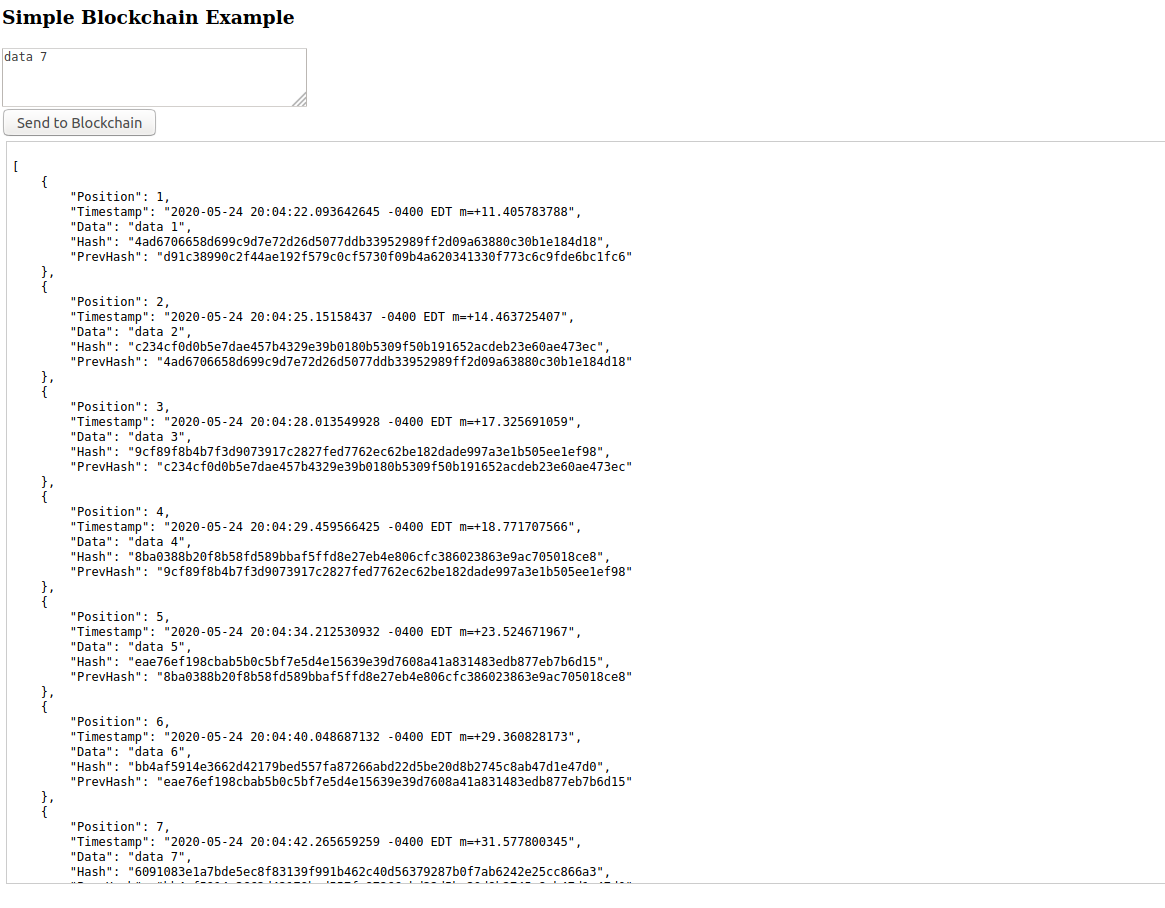 Simple Blockchain Example
data 7
Send to Blockchain
[
    {
        "Position": 1,
        "Timestamp": "2020-05-24 20:04:22.093642645 -0400 EDT m=+11.405783788",
        "Data": "data 1",
        "Hash": "4ad6706658d699c9d7e72d26d5077ddb33952989ff2d09a63880c30b1e184d18",
        "PrevHash": "d91c38990c2f44ae192f579c0cf5730f09b4a620341330f773c6c9fde6bc1fc6"
    },
    {
        "Position": 2,
        "Timestamp": "2020-05-24 20:04:25.15158437 -0400 EDT m=+14.463725407",
        "Data": "data 2",
        "Hash": "c234cf0d0b5e7dae457b4329e39b0180b5309f50b191652acdeb23e60ae473ec",
        "PrevHash": "4ad6706658d699c9d7e72d26d5077ddb33952989ff2d09a63880c30b1e184d18"
    },
    {
        "Position": 3,
        "Timestamp": "2020-05-24 20:04:28.013549928 -0400 EDT m=+17.325691059",
        "Data": "data 3",
        "Hash": "9cf89f8b4b7f3d9073917c2827fed7762ec62be182dade997a3e1b505ee1ef98",
        "PrevHash": "c234cf0d0b5e7dae457b4329e39b0180b5309f50b191652acdeb23e60ae473ec"
    },
    {
        "Position": 4,
        "Timestamp": "2020-05-24 20:04:29.459566425 -0400 EDT m=+18.771707566",
        "Data": "data 4",
        "Hash": "8ba0388b20f8b58fd589bbaf5ffd8e27eb4e806cfc386023863e9ac705018ce8",
        "PrevHash": "9cf89f8b4b7f3d9073917c2827fed7762ec62be182dade997a3e1b505ee1ef98"
    },
    {
        "Position": 5,
        "Timestamp": "2020-05-24 20:04:34.212530932 -0400 EDT m=+23.524671967",
        "Data": "data 5",
        "Hash": "eae76ef198cbab5b0c5bf7e5d4e15639e39d7608a41a831483edb877eb7b6d15",
        "PrevHash": "8ba0388b20f8b58fd589bbaf5ffd8e27eb4e806cfc386023863e9ac705018ce8"
    },
    {
        "Position": 6,
        "Timestamp": "2020-05-24 20:04:40.048687132 -0400 EDT m=+29.360828173",
        "Data": "data 6",
        "Hash": "bb4af5914e3662d42179bed557fa87266abd22d5be20d8b2745c8ab47d1e47d0",
        "PrevHash": "eae76ef198cbab5b0c5bf7e5d4e15639e39d7608a41a831483edb877eb7b6d15"
    },
    {
        "Position": 7,
        "Timestamp": "2020-05-24 20:04:42.265659259 -0400 EDT m=+31.577800345",
        "Data": "data 7",
        "Hash": "6091083e1a7bde5ec8f83139f991b462c40d56379287b0f7ab6242e25cc866a3",